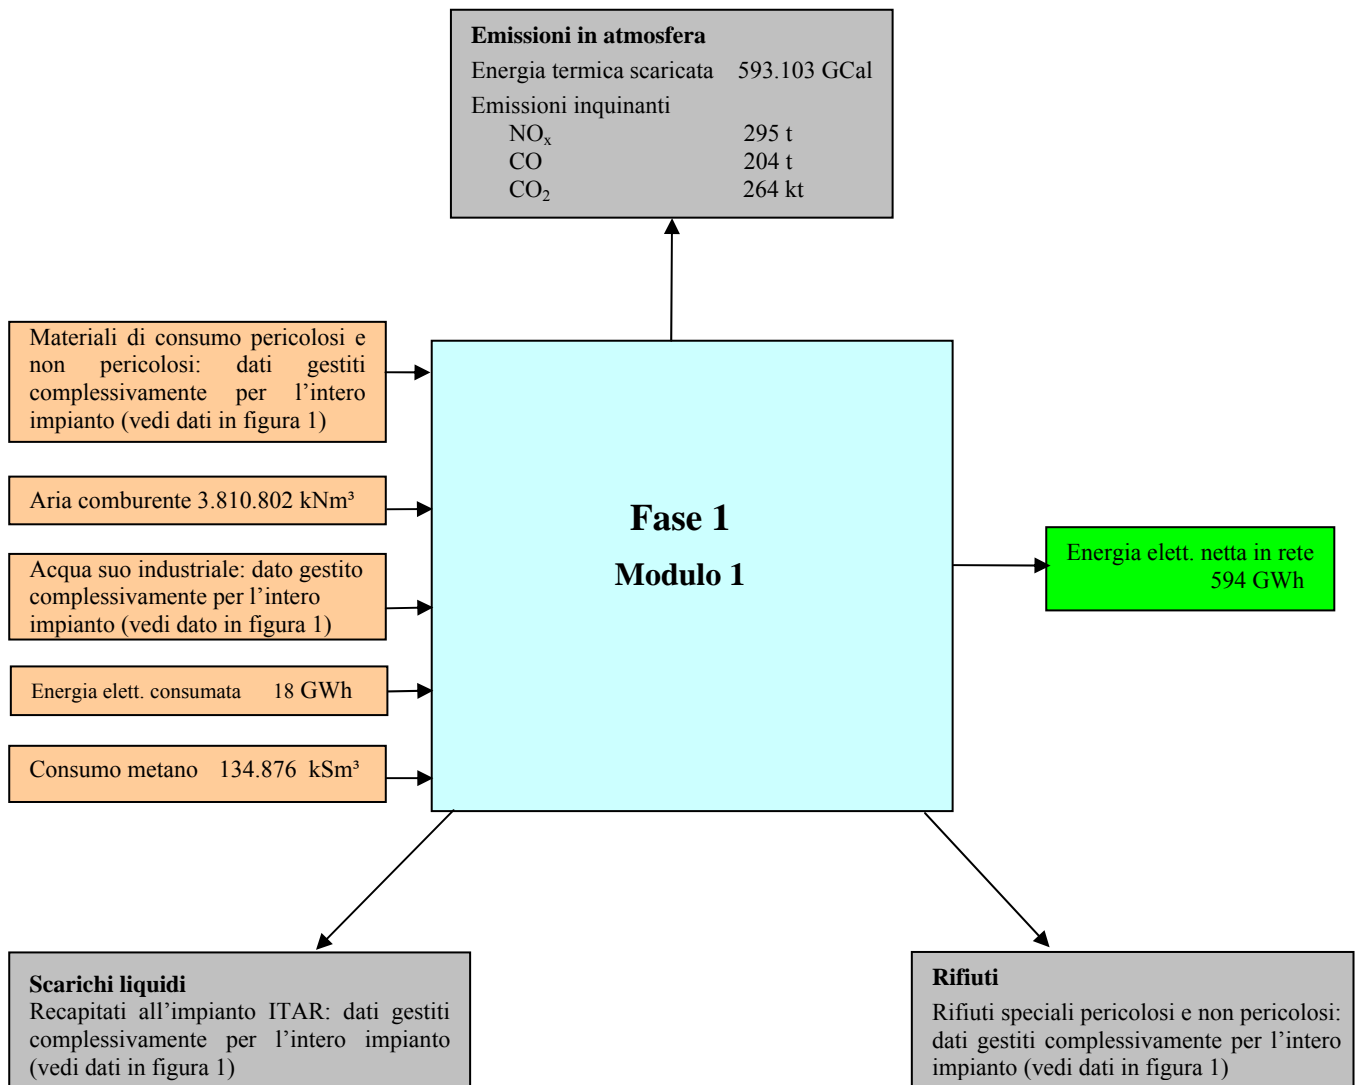 Emissioni in atmosfera
Energia termica scaricata 593.103 GCal
Emissioni inquinanti
NOx 295 t
CO 204 t
CO2 264 kt
Materiali di consumo pericolosi e
non pericolosi: dati gestiti
complessivamente per l’intero
impianto (vedi dati in figura 1)
Aria comburente 3.810.802 kNm³
Acqua suo industriale: dato gestito
complessivamente per l’intero
impianto (vedi dato in figura 1)
Energia elett. consumata 18 GWh
Consumo metano 134.876 kSm³
Fase 1
Modulo 1
Energia elett. netta in rete
594 GWh
Scarichi liquidi
Recapitati all’impianto ITAR: dati gestiti
complessivamente per l’intero impianto
(vedi dati in figura 1)
Rifiuti
Rifiuti speciali pericolosi e non pericolosi:
dati gestiti complessivamente per l’intero
impianto (vedi dati in figura 1)